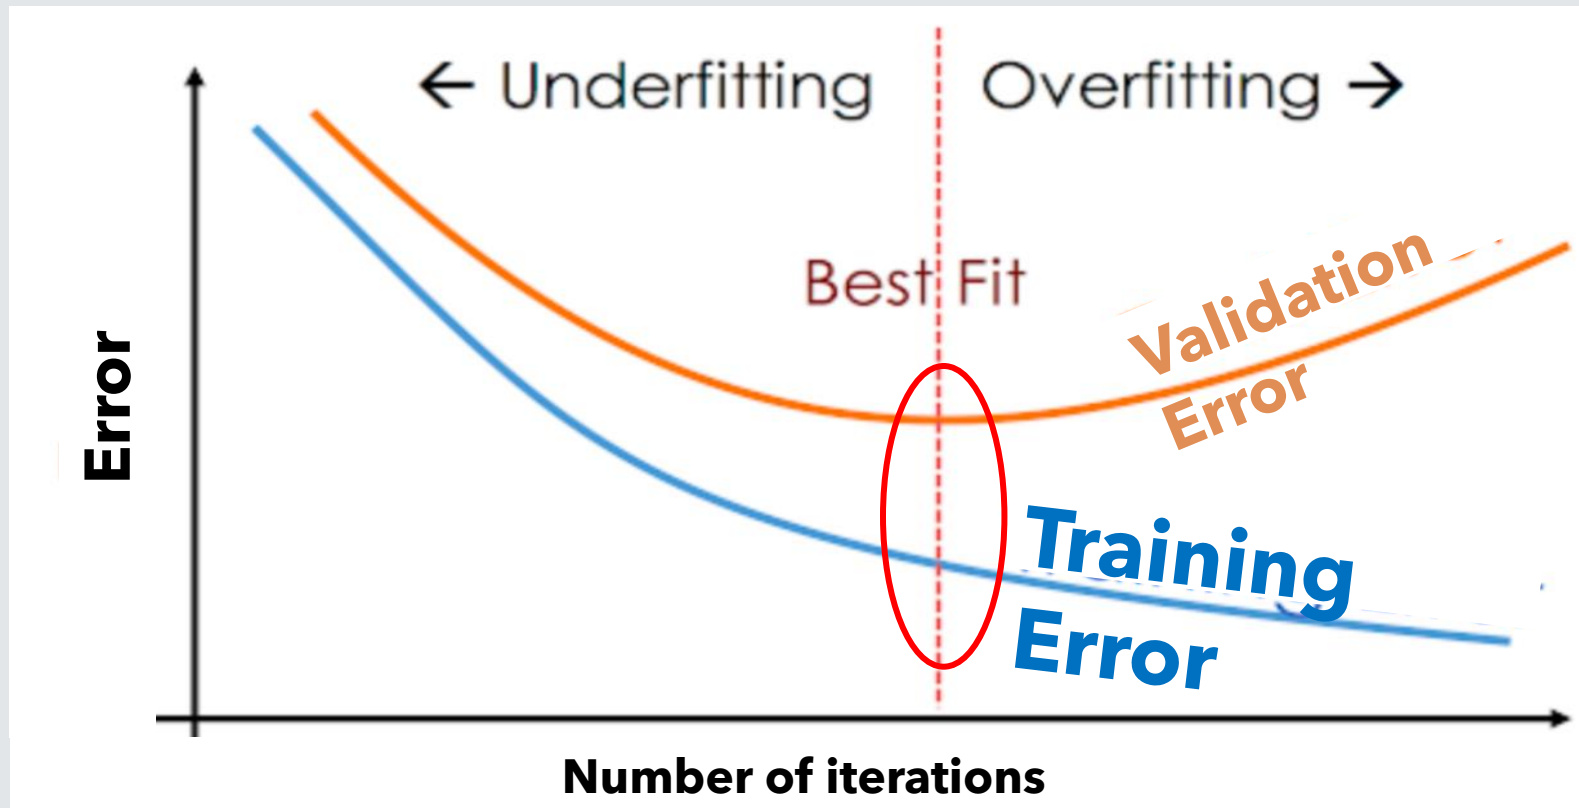 ← Underfitting
Overfitting →
Best Fit
Validation
Error
Training
Error
Error
Number of iterations